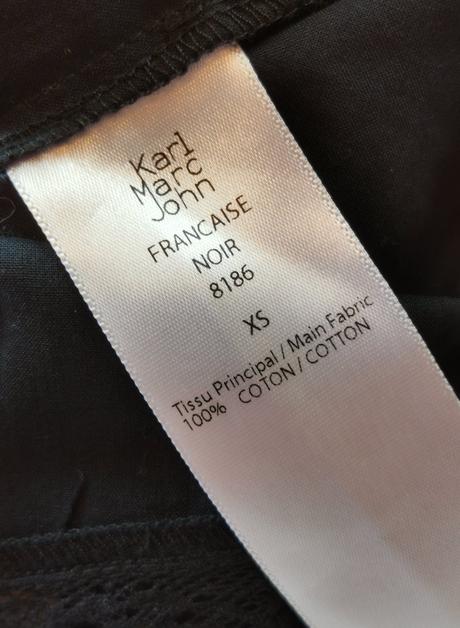 Karl
Marc
John
FRANCAISE
NOIR
8186
XS
Tissu Principal / Main Fabric
100% COTON / COTTON